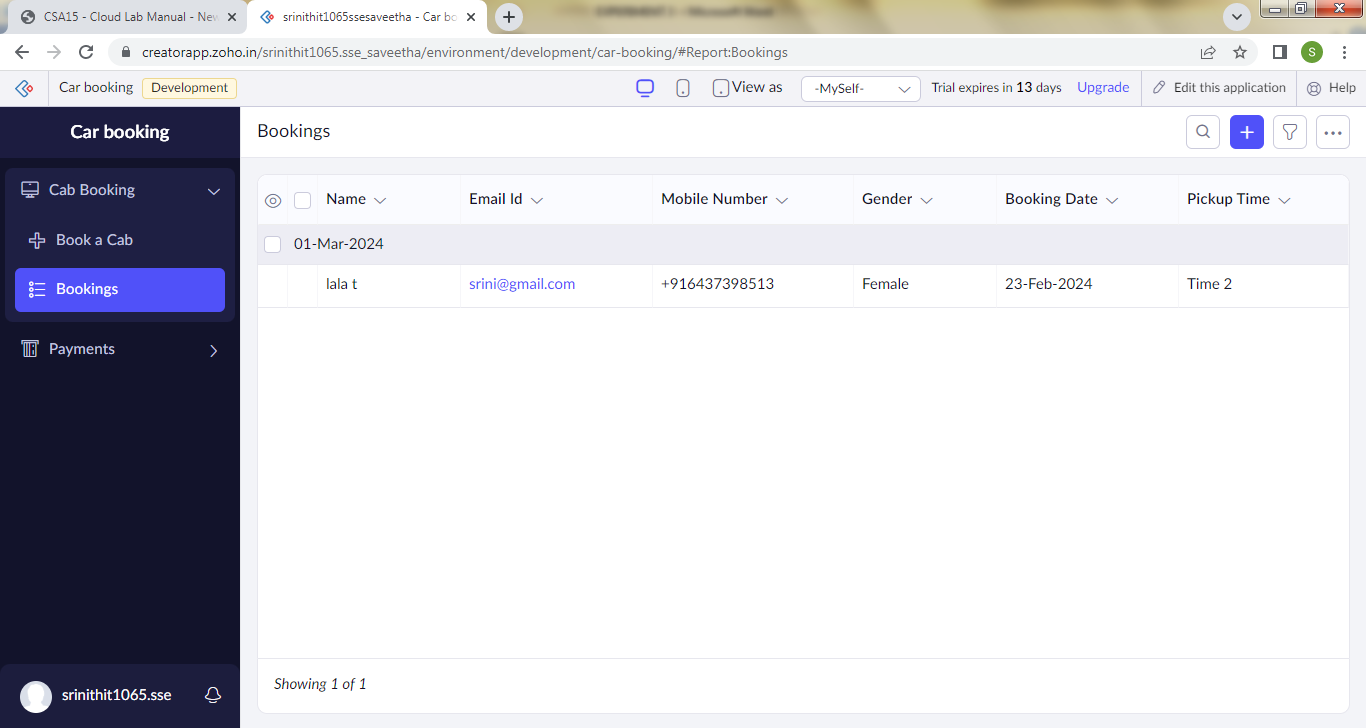 CSA15 - Cloud Lab Manual - New
srinithit1065ssesaveetha - Car bo
creatorapp.zoho.in/srinithit1065.sse_saveetha/environment/development/car-booking/#Report:Bookings
S
Car booking Development View as -MySelf- Trial expires in 13 days Upgrade Edit this application Help
Car booking
Bookings
Cab Booking
Book a Cab
Bookings
Payments
Name Email Id Mobile Number Gender Booking Date Pickup Time
01-Mar-2024
lala t srini@gmail.com +916437398513 Female 23-Feb-2024 Time 2
Showing 1 of 1
srinithit1065.sse